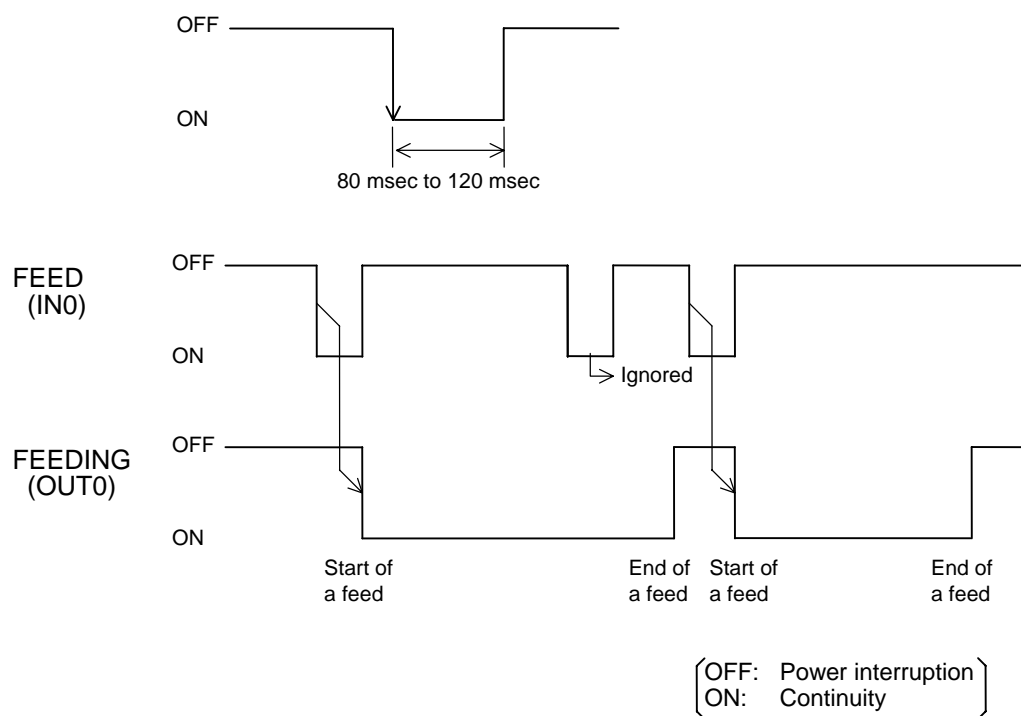 OFF
ON
80 msec to 120 msec
FEED
(IN0)
OFF
ON
Ignored
FEEDING
(OUT0)
OFF
ON
Start of
a feed
End of
a feed
Start of
a feed
End of
a feed
OFF: Power interruption
ON: Continuity